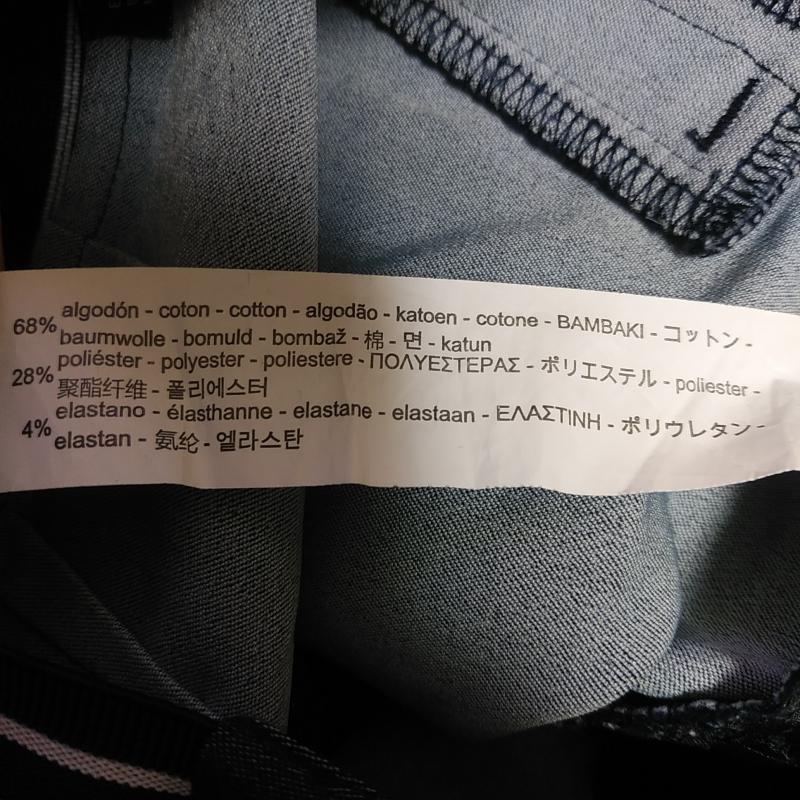 68% algodón - coton - cotton - algodão - katoen - cotone - BAMBAKI - コットン -
baumwolle - bomuld - bombaž - 棉 - 면 - katun
28% poliéster - polyester - poliestere - ΠΟΛΥΕΣΤΕΡΑΣ - ポリエステル - poliester -
聚酯纤维 - 폴리에스터
4% elastano - élasthanne - elastane - elastaan - ΕΛΑΣΤΙΝΗ - ポリウレタン -
elastan - 氨纶 - 엘라스탄